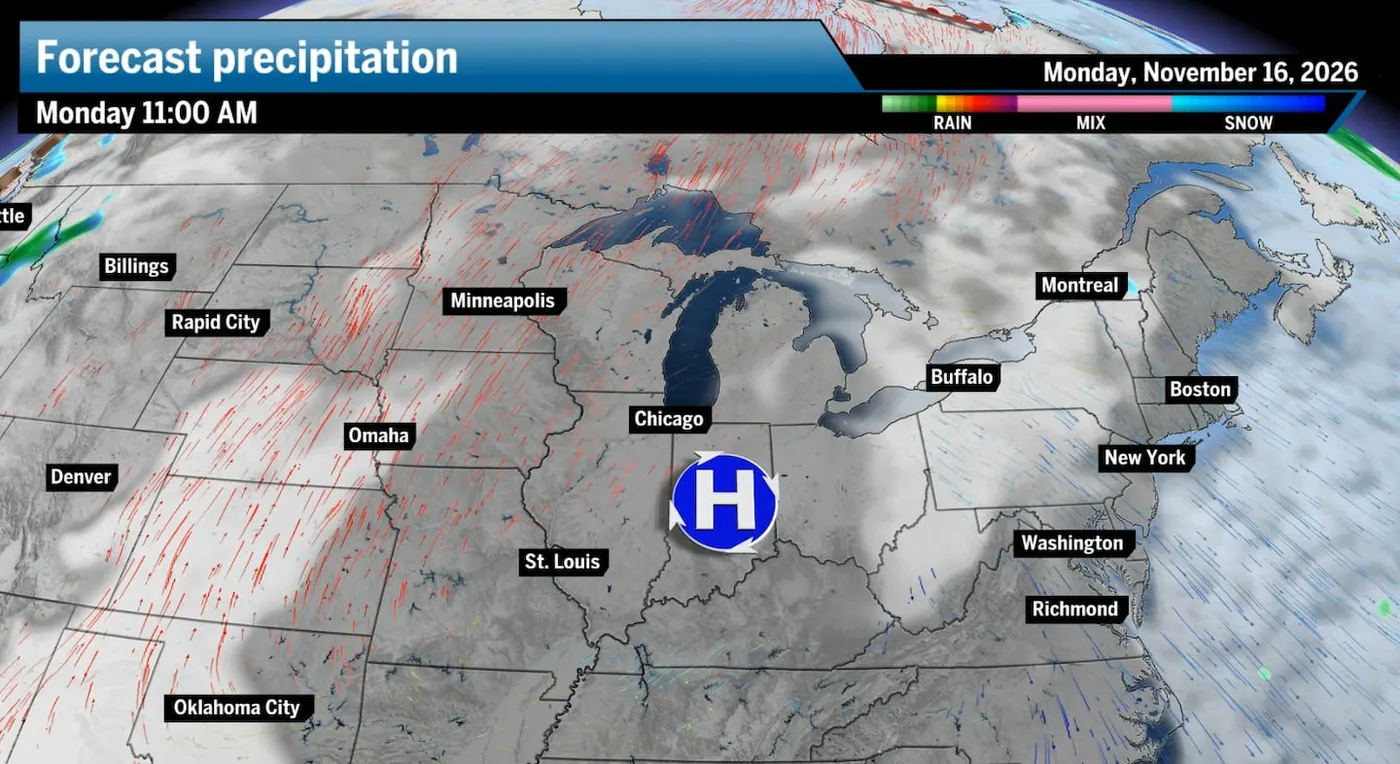 Forecast precipitation
Monday, November 16, 2026
Monday 11:00 AM
RAIN MIX SNOW
ttle
Billings
Montreal
Minneapolis
Rapid City
Buffalo
Boston
Chicago
Omaha
New York
Denver
H
Washington
St. Louis
Richmond
Oklahoma City